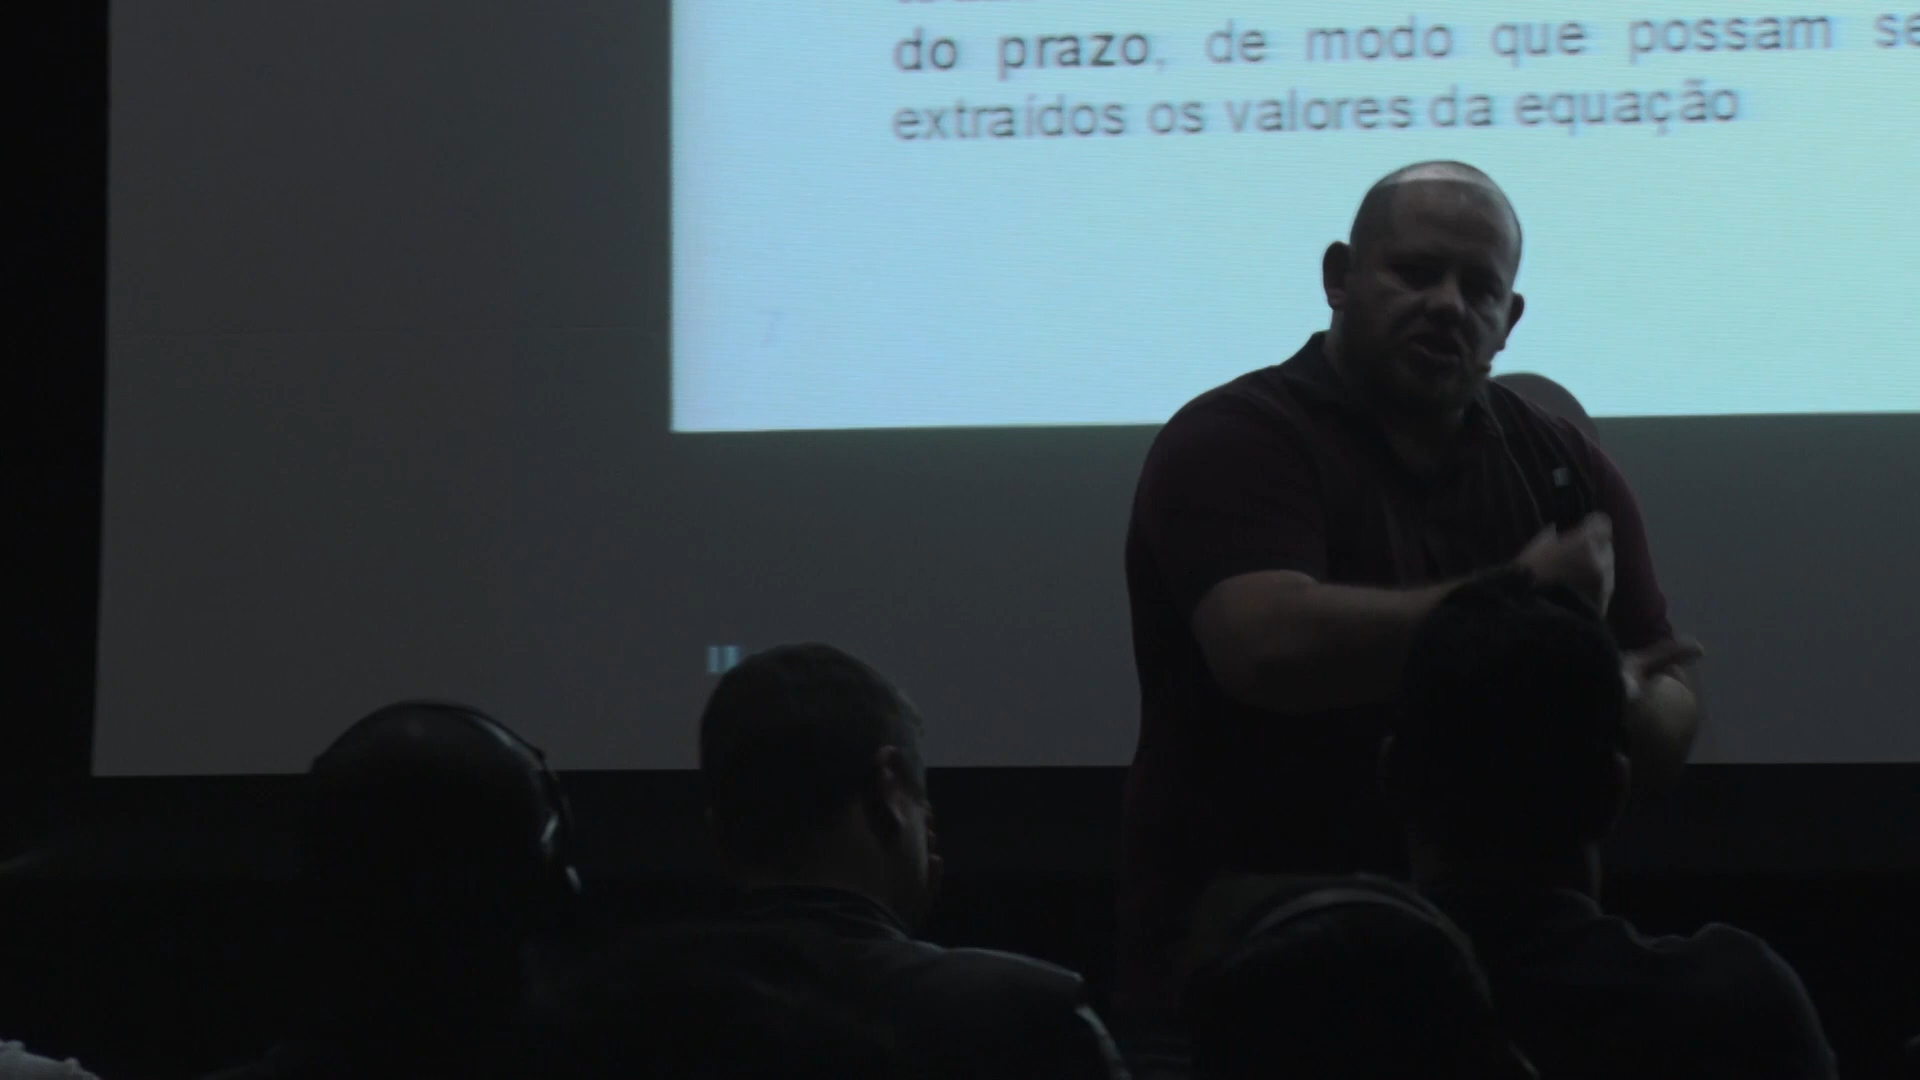 do prazo, de modo que possam
extraídos os valores da equação